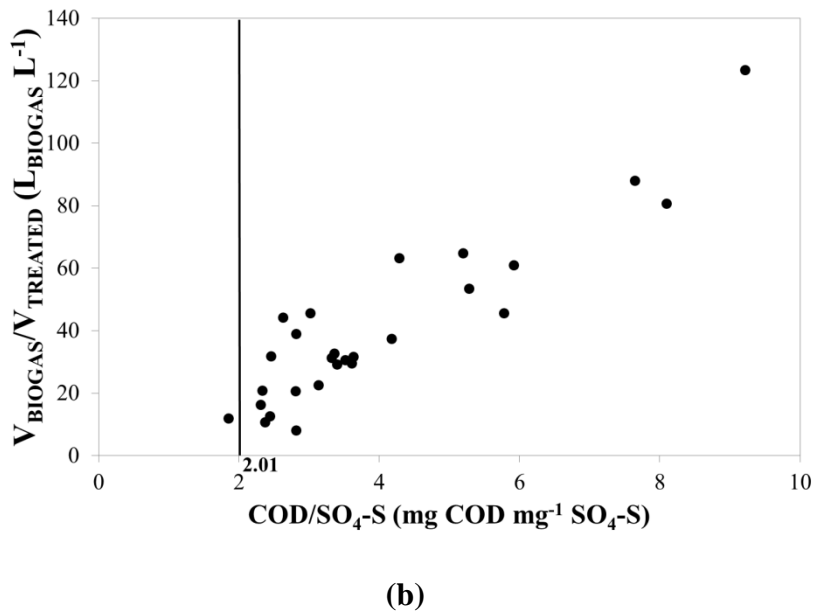 V_BIOGAS/V_TREATED (L_BIOGAS L⁻¹)
140
120
100
80
60
40
20
0
2.01
0 2 4 6 8 10
COD/SO₄-S (mg COD mg⁻¹ SO₄-S)
(b)